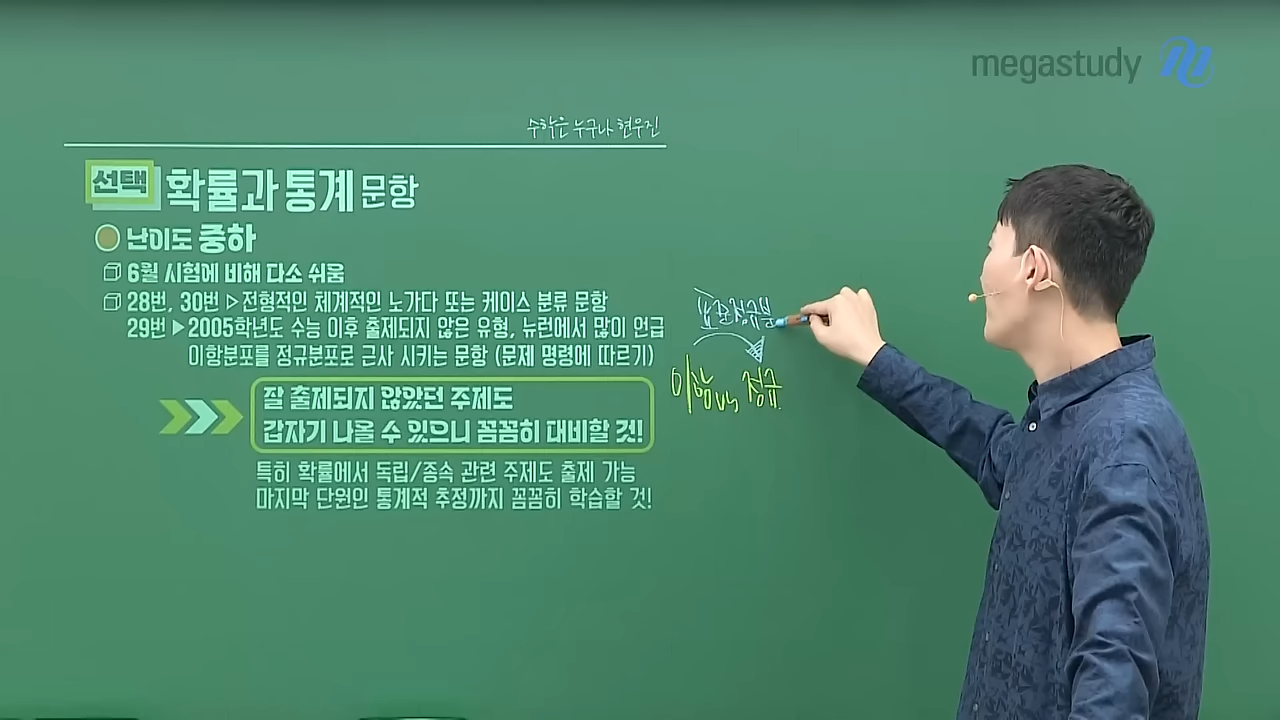 megastudy
수학은 누구나 현우진
선택 확률과 통계 문항
난이도 중하
6월 시험에 비해 다소 쉬움
28번, 30번 ▷전형적인 체계적인 노가다 또는 케이스 분류 문항
29번 ▶2005학년도 수능 이후 출제되지 않은 유형, 뉴런에서 많이 언급
이항분포를 정규분포로 근사 시키는 문항 (문제 명령에 따르기)
잘 출제되지 않았던 주제도
갑자기 나올 수 있으니 꼼꼼히 대비할 것!
특히 확률에서 독립/종속 관련 주제도 출제 가능
마지막 단원인 통계적 추정까지 꼼꼼히 학습할 것!
표준정규분
이항 vs 정규